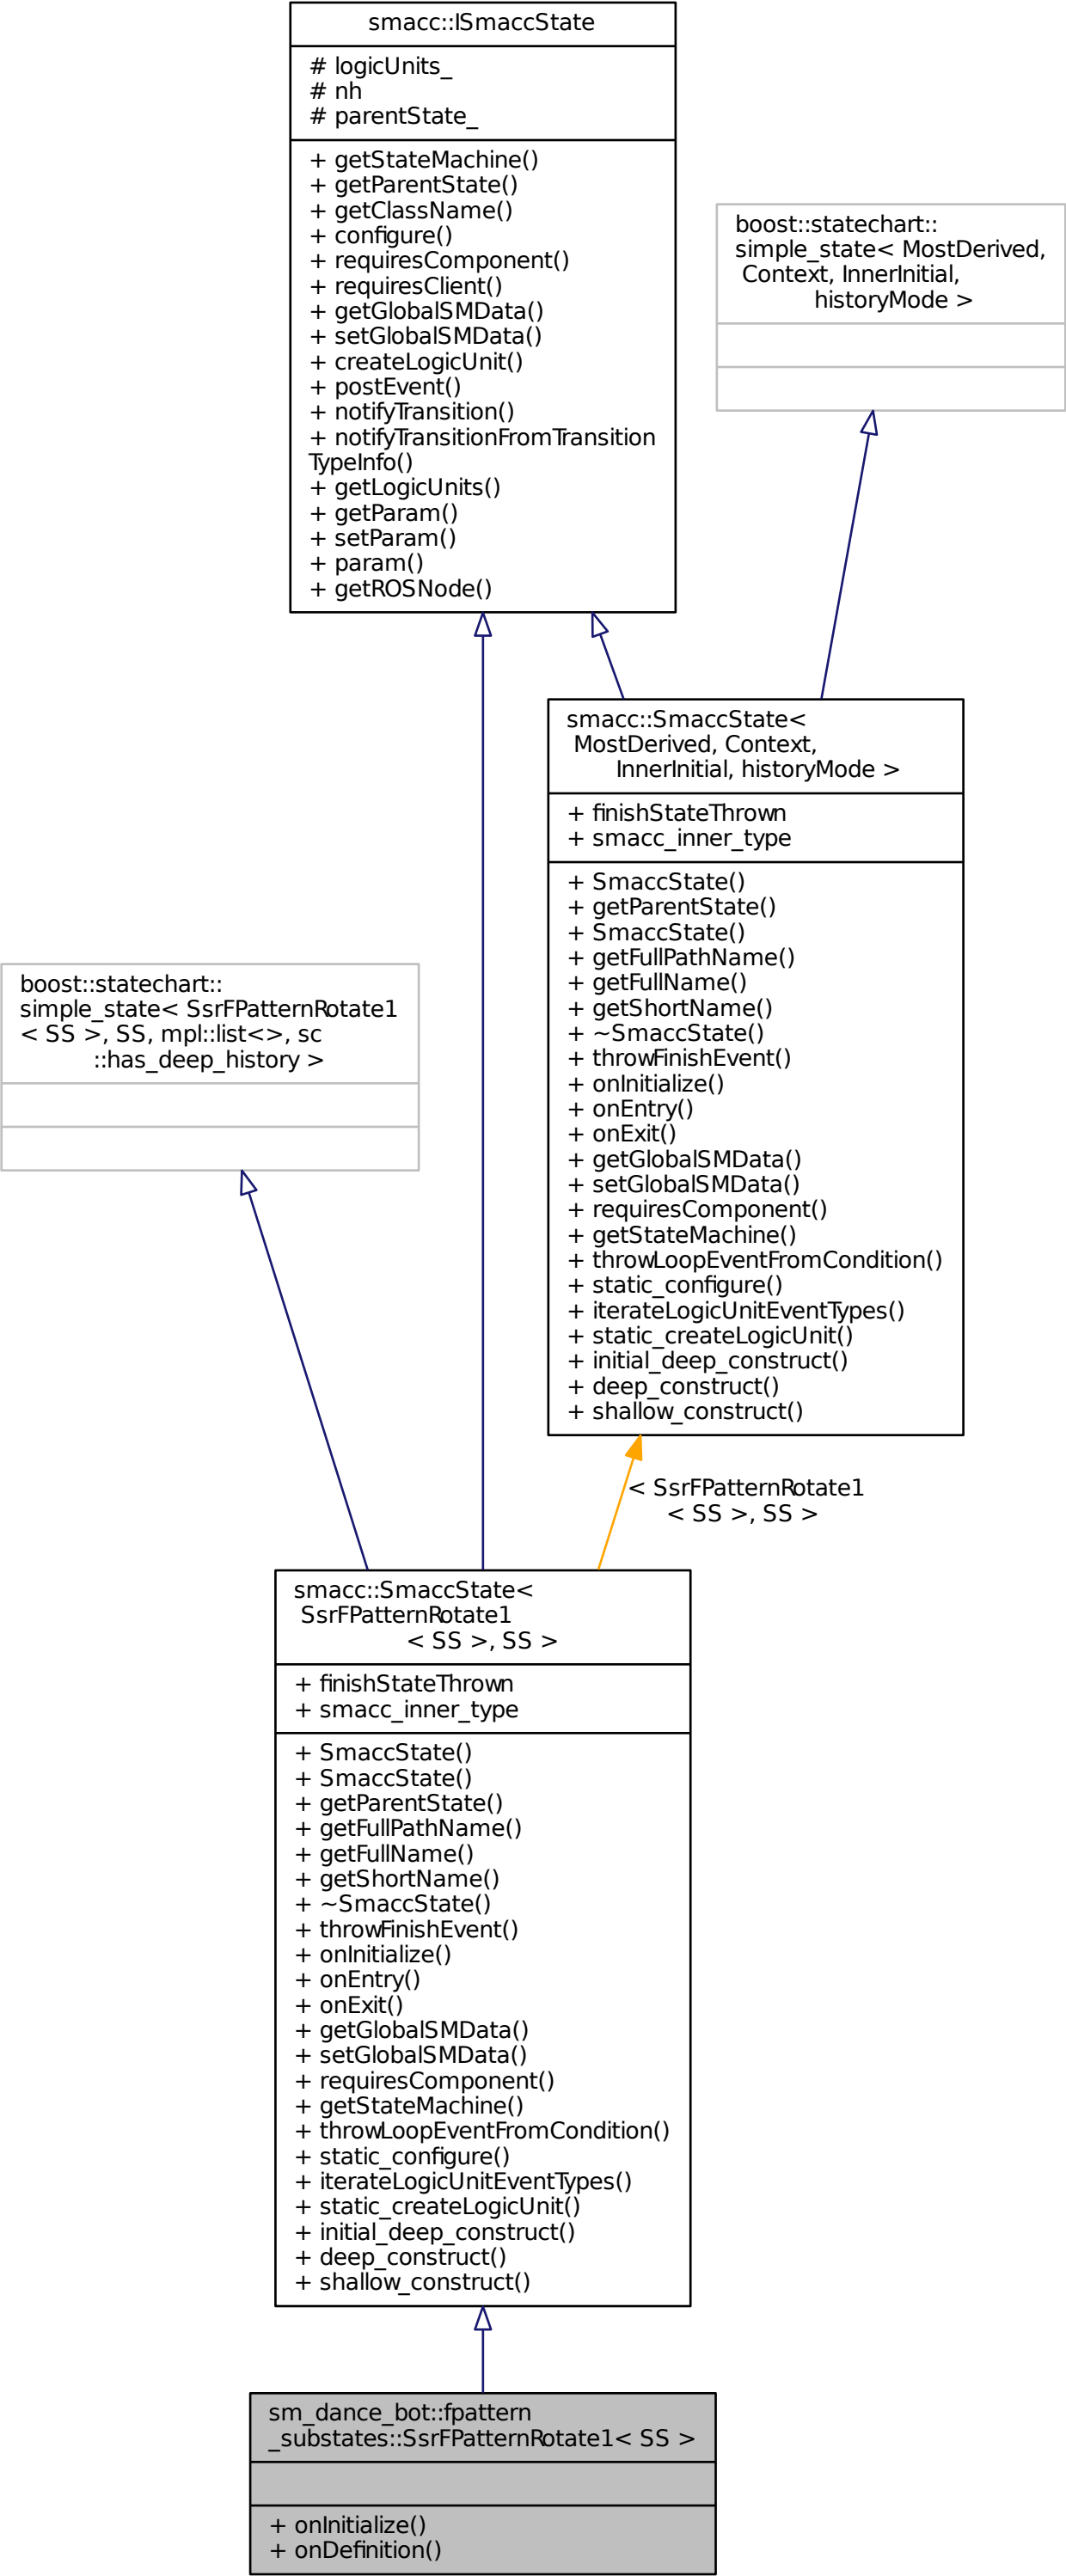 smacc::ISmaccState
# logicUnits_
# nh
# parentState_
+ getStateMachine()
+ getParentState()
+ getClassName()
+ configure()
+ requiresComponent()
+ requiresClient()
+ getGlobalSMData()
+ setGlobalSMData()
+ createLogicUnit()
+ postEvent()
+ notifyTransition()
+ notifyTransitionFromTransition
TypeInfo()
+ getLogicUnits()
+ getParam()
+ setParam()
+ param()
+ getROSNode()
boost::statechart::
simple_state< MostDerived,
Context, InnerInitial,
historyMode >
smacc::SmaccState<
MostDerived, Context,
InnerInitial, historyMode >
+ finishStateThrown
+ smacc_inner_type
+ SmaccState()
+ getParentState()
+ SmaccState()
+ getFullPathName()
+ getFullName()
+ getShortName()
+ ~SmaccState()
+ throwFinishEvent()
+ onInitialize()
+ onEntry()
+ onExit()
+ getGlobalSMData()
+ setGlobalSMData()
+ requiresComponent()
+ getStateMachine()
+ throwLoopEventFromCondition()
+ static_configure()
+ iterateLogicUnitEventTypes()
+ static_createLogicUnit()
+ initial_deep_construct()
+ deep_construct()
+ shallow_construct()
boost::statechart::
simple_state< SsrFPatternRotate1
< SS >, SS, mpl::list<>, sc
::has_deep_history >
< SsrFPatternRotate1
< SS >, SS >
smacc::SmaccState<
SsrFPatternRotate1
< SS >, SS >
+ finishStateThrown
+ smacc_inner_type
+ SmaccState()
+ SmaccState()
+ getParentState()
+ getFullPathName()
+ getFullName()
+ getShortName()
+ ~SmaccState()
+ throwFinishEvent()
+ onInitialize()
+ onEntry()
+ onExit()
+ getGlobalSMData()
+ setGlobalSMData()
+ requiresComponent()
+ getStateMachine()
+ throwLoopEventFromCondition()
+ static_configure()
+ iterateLogicUnitEventTypes()
+ static_createLogicUnit()
+ initial_deep_construct()
+ deep_construct()
+ shallow_construct()
sm_dance_bot::fpattern
_substates::SsrFPatternRotate1< SS >
+ onInitialize()
+ onDefinition()